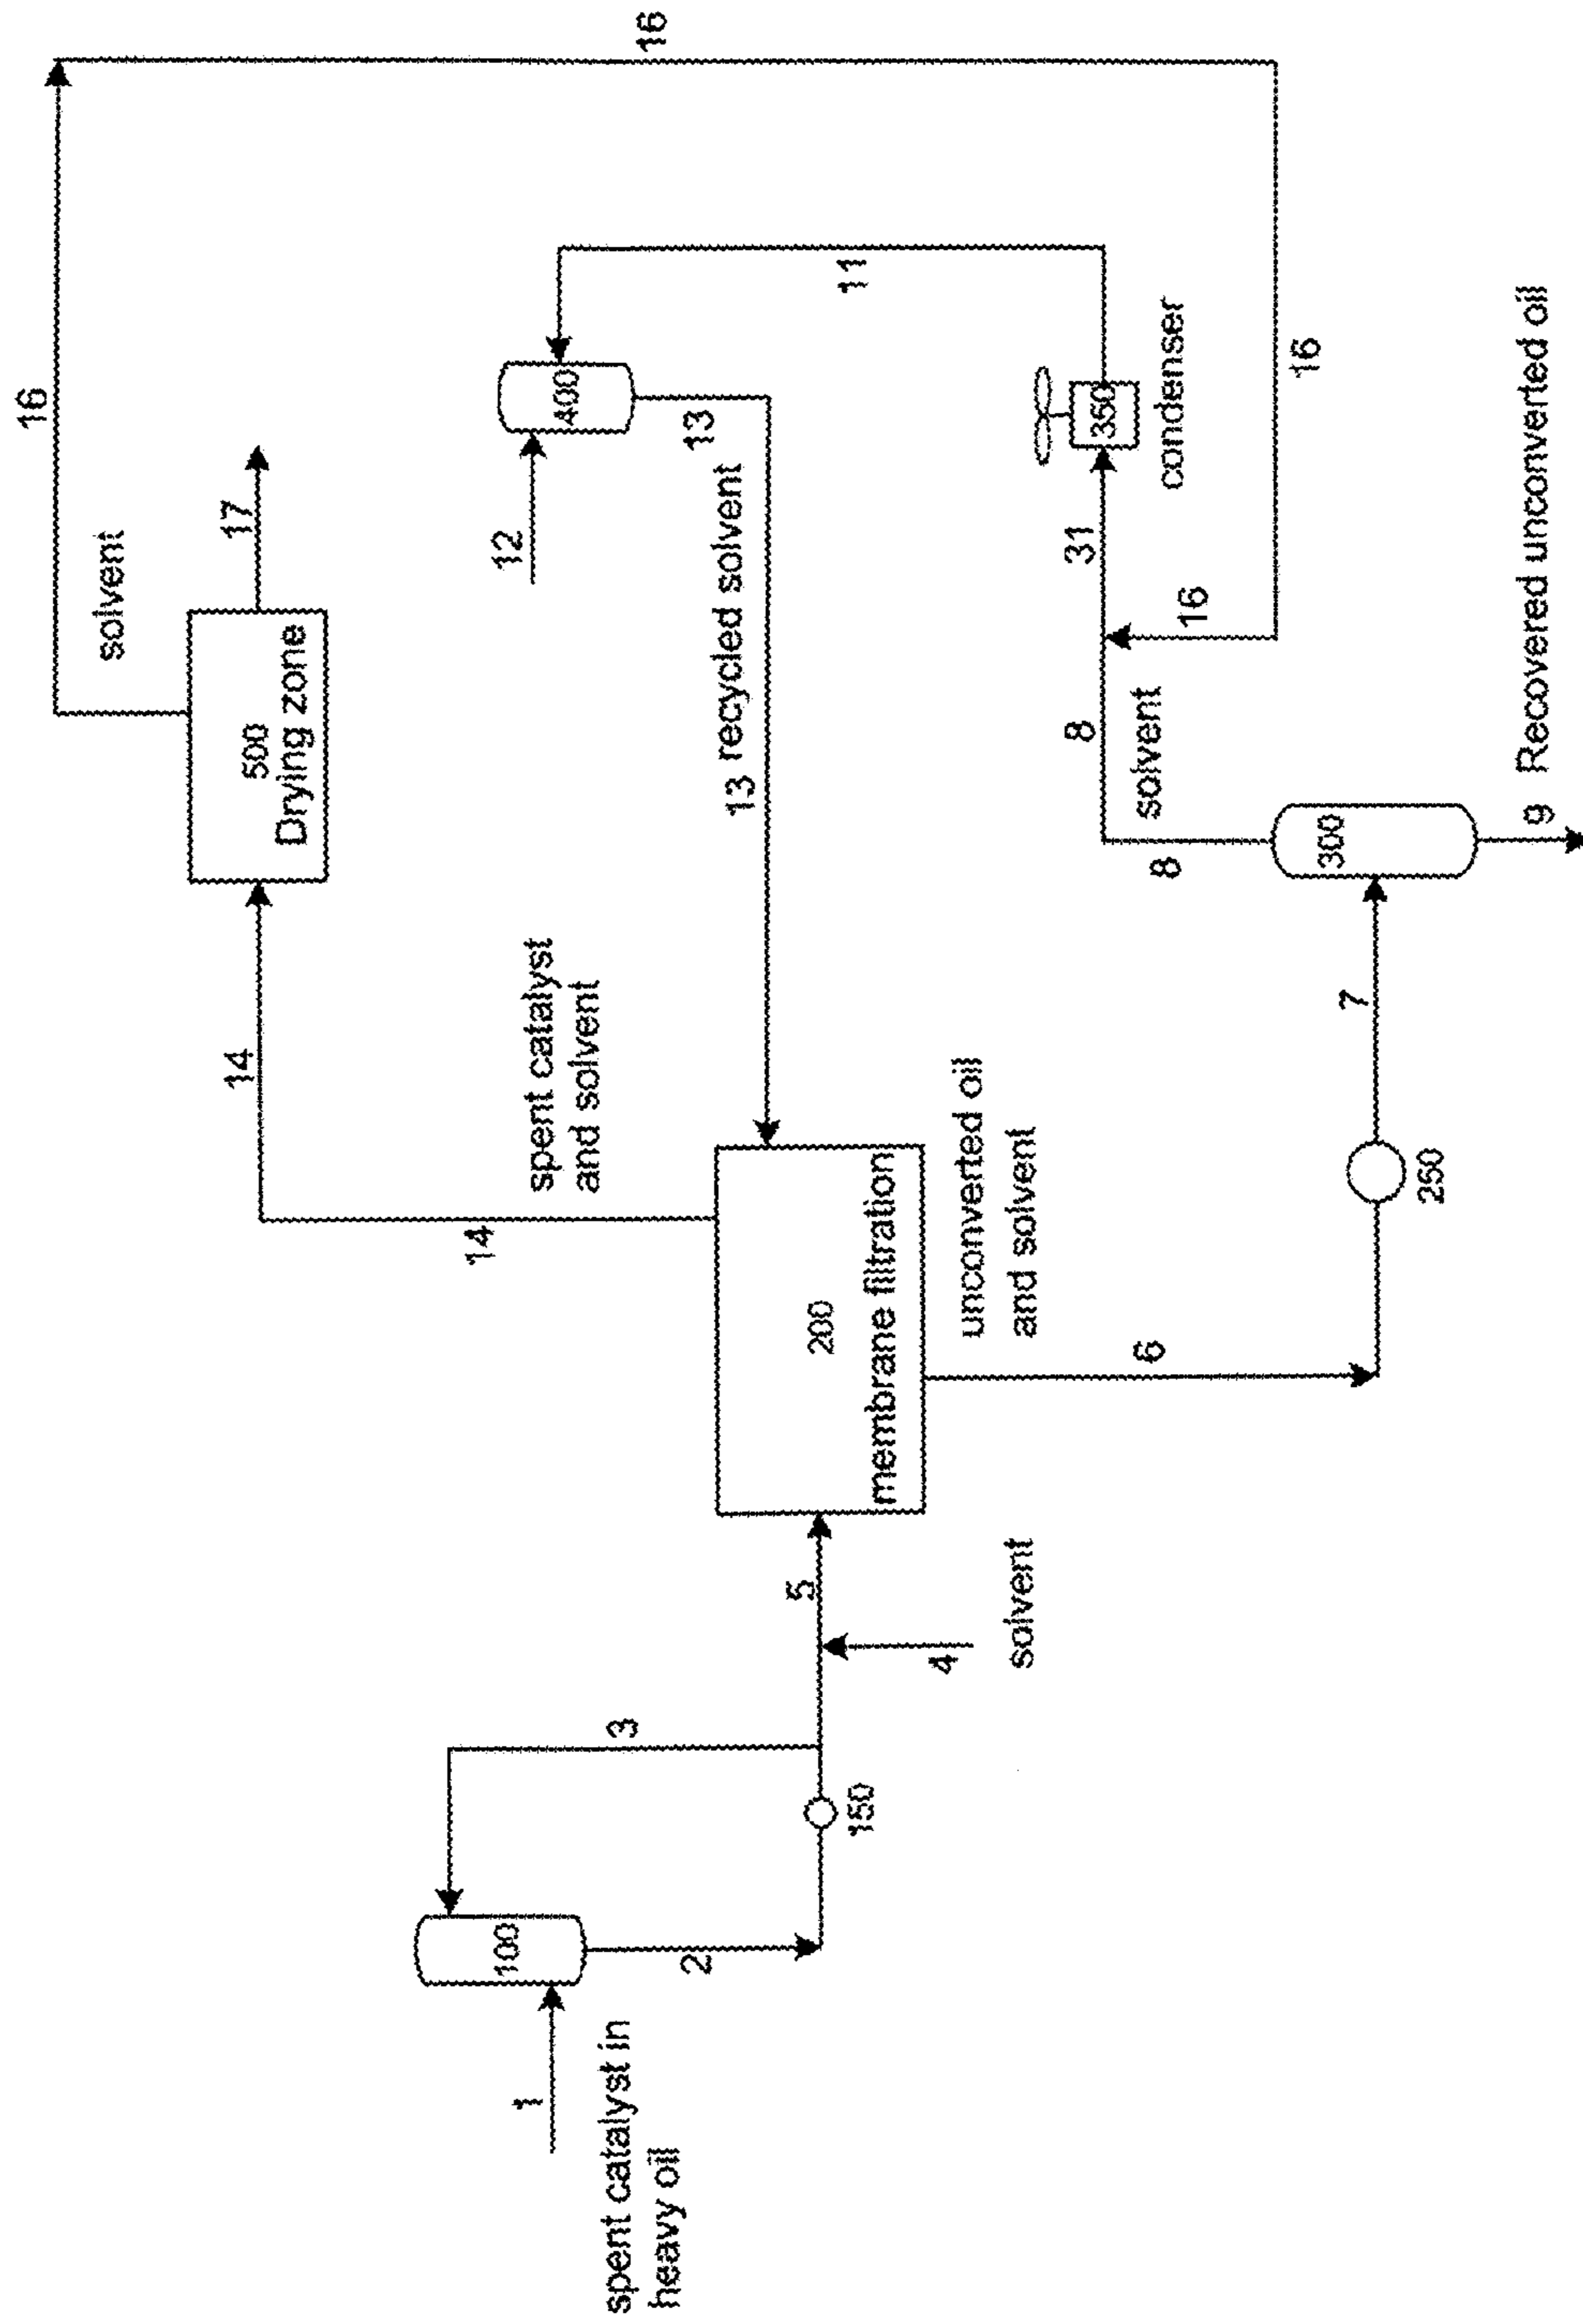 16
16
solvent
17
500
Drying zone
14
14
spent catalyst
and solvent
12
400
13
13 recycled solvent
11
350
condenser
31
16
16
8
solvent
8
300
9 Recovered unconverted oil
7
250
6
unconverted oil
and solvent
200
membrane filtration
5
4
solvent
3
150
2
100
1
spent catalyst in
heavy oil